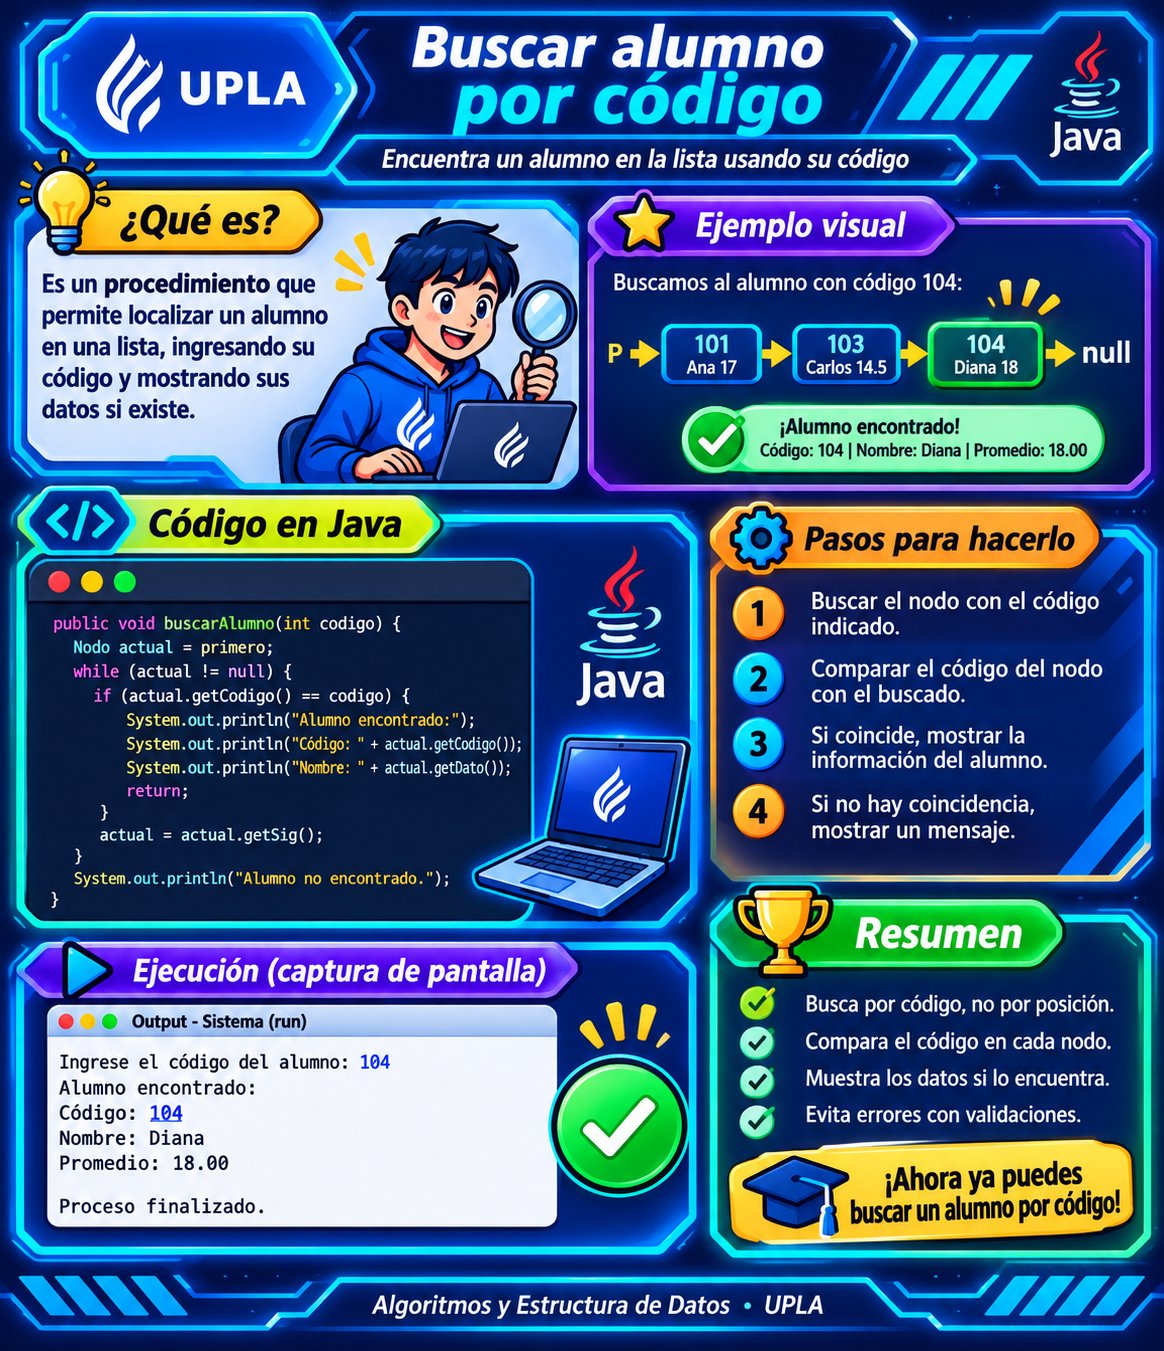 UPLA
Buscar alumno
por código
Java
Encuentra un alumno en la lista usando su código
¿Qué es?
Es un procedimiento que
permite localizar un alumno
en una lista, ingresando su
código y mostrando sus
datos si existe.
Ejemplo visual
Buscamos al alumno con código 104:
P
101
Ana 17
103
Carlos 14.5
104
Diana 18
null
¡Alumno encontrado!
Código: 104 | Nombre: Diana | Promedio: 18.00
</> Código en Java
public void buscarAlumno(int codigo) {
Nodo actual = primero;
while (actual != null) {
if (actual.getCodigo() == codigo) {
System.out.println("Alumno encontrado:");
System.out.println("Código: " + actual.getCodigo());
System.out.println("Nombre: " + actual.getDato());
return;
}
actual = actual.getSig();
}
System.out.println("Alumno no encontrado.");
}
Java
Pasos para hacerlo
1 Buscar el nodo con el código
indicado.
2 Comparar el código del nodo
con el buscado.
3 Si coincide, mostrar la
información del alumno.
4 Si no hay coincidencia,
mostrar un mensaje.
Ejecución (captura de pantalla)
Output - Sistema (run)
Ingrese el código del alumno: 104
Alumno encontrado:
Código: 104
Nombre: Diana
Promedio: 18.00
Proceso finalizado.
Resumen
Busca por código, no por posición.
Compara el código en cada nodo.
Muestra los datos si lo encuentra.
Evita errores con validaciones.
¡Ahora ya puedes
buscar un alumno por código!
Algoritmos y Estructura de Datos • UPLA